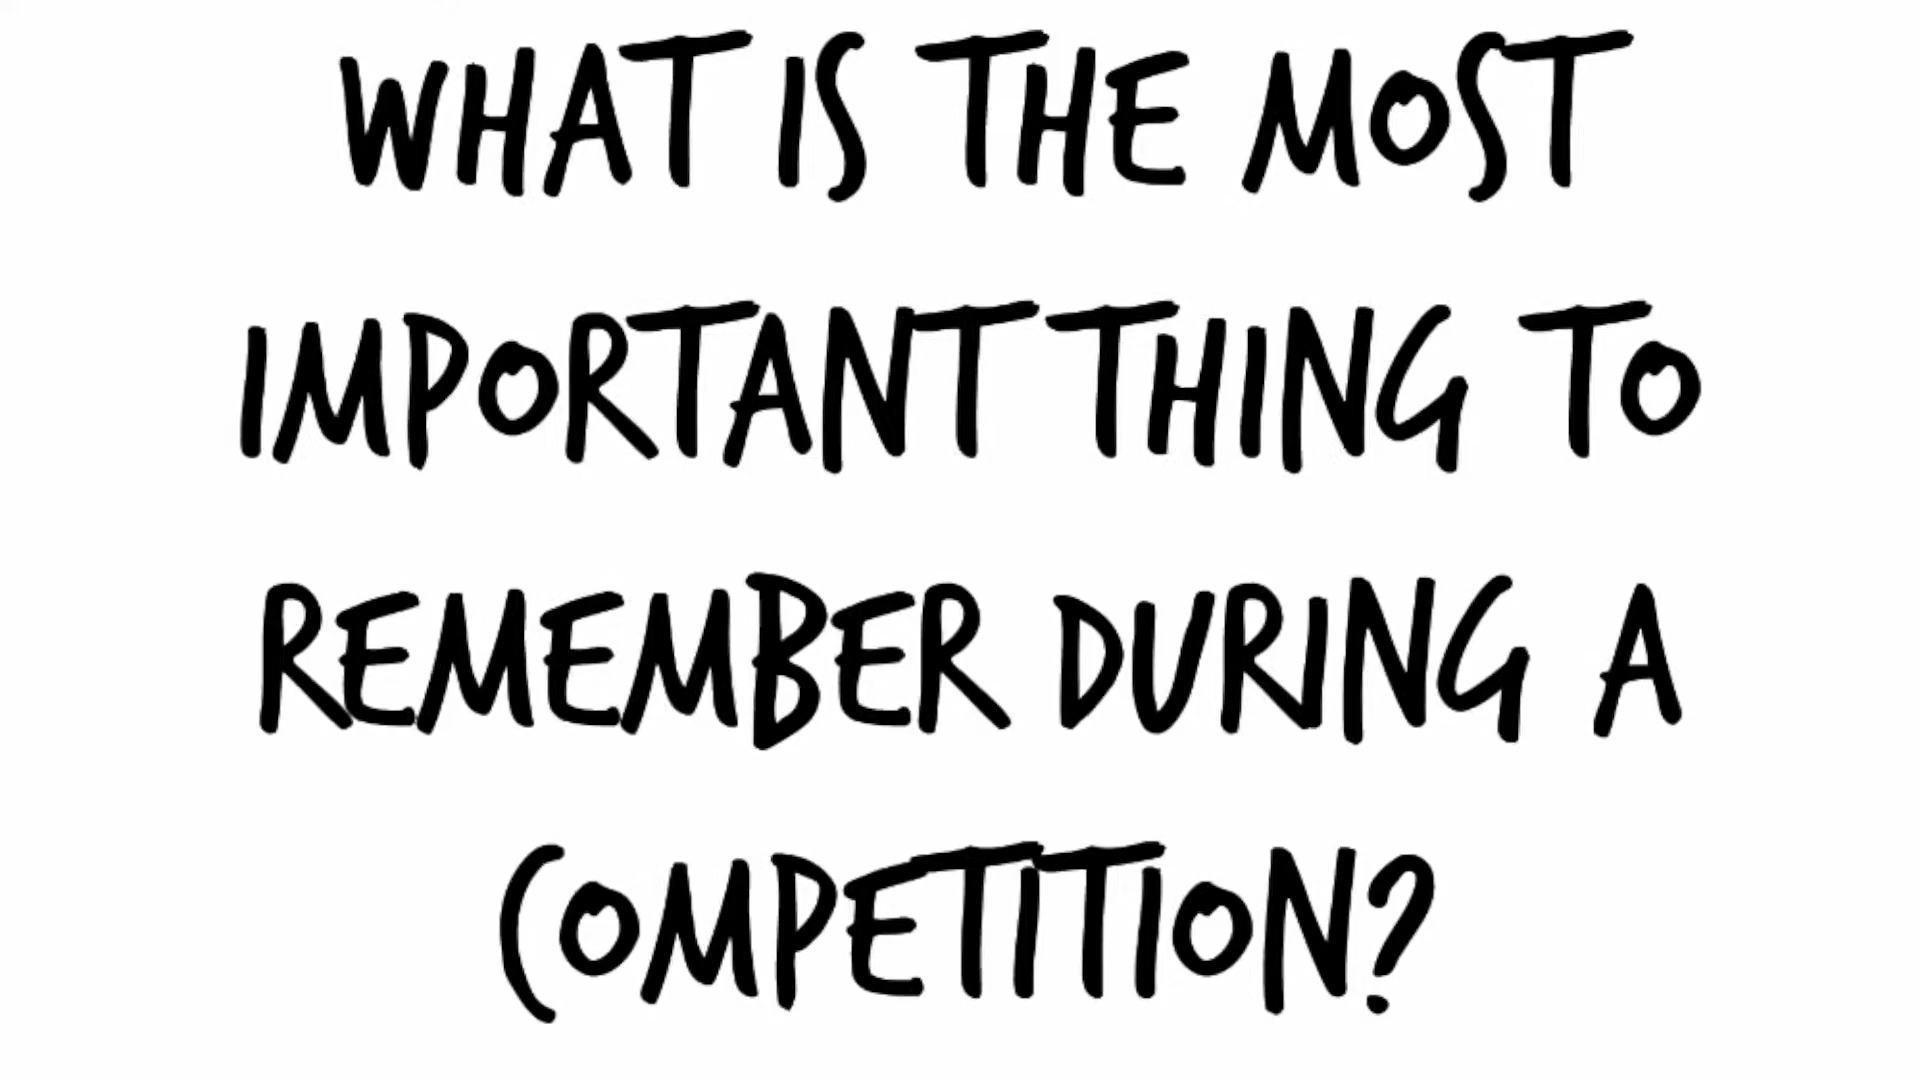 WHAT IS THE MOST
IMPORTANT THING TO
REMEMBER DURING A
COMPETITION?